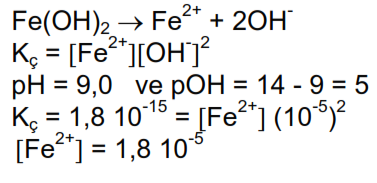 Fe(OH)₂ → Fe²⁺ + 2OH⁻
Kç = [Fe²⁺][OH⁻]²
pH = 9,0 ve pOH = 14 - 9 = 5
Kç = 1,8 10⁻¹⁵ = [Fe²⁺] (10⁻⁵)²
[Fe²⁺] = 1,8 10⁻⁵